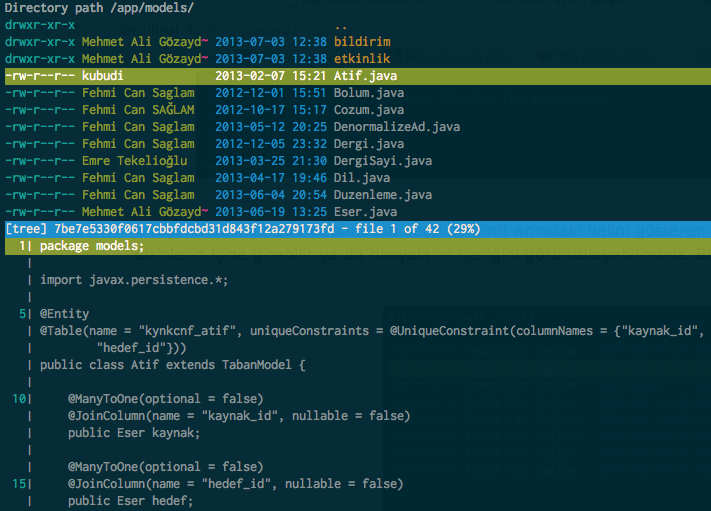 Directory path /app/models/
drwxr-xr-x ..
drwxr-xr-x Mehmet Ali Gözayd~ 2013-07-03 12:38 bildirim
drwxr-xr-x Mehmet Ali Gözayd~ 2013-07-03 12:38 etkinlik
-rw-r--r-- kubudi 2013-02-07 15:21 Atif.java
-rw-r--r-- Fehmi Can Saglam 2012-12-01 15:51 Bolum.java
-rw-r--r-- Fehmi Can SAĞLAM 2012-10-17 15:17 Cozum.java
-rw-r--r-- Fehmi Can Saglam 2013-05-12 20:25 DenormalizeAd.java
-rw-r--r-- Fehmi Can Saglam 2012-12-05 23:32 Dergi.java
-rw-r--r-- Emre Tekelioğlu 2013-03-25 21:30 DergiSayi.java
-rw-r--r-- Fehmi Can Saglam 2013-04-17 19:46 Dil.java
-rw-r--r-- Fehmi Can Saglam 2013-06-04 20:54 Duzenleme.java
-rw-r--r-- Mehmet Ali Gözayd~ 2013-06-19 13:25 Eser.java
[tree] 7be7e5330f0617cbbfdcbd31d843f12a279173fd - file 1 of 42 (29%)
1| package models;
|
| import javax.persistence.*;
|
5| @Entity
| @Table(name = "kynkcnf_atif", uniqueConstraints = @UniqueConstraint(columnNames = {"kaynak_id",
| "hedef_id"}))
| public class Atif extends TabanModel {
|
10| @ManyToOne(optional = false)
| @JoinColumn(name = "kaynak_id", nullable = false)
| public Eser kaynak;
|
| @ManyToOne(optional = false)
15| @JoinColumn(name = "hedef_id", nullable = false)
| public Eser hedef;